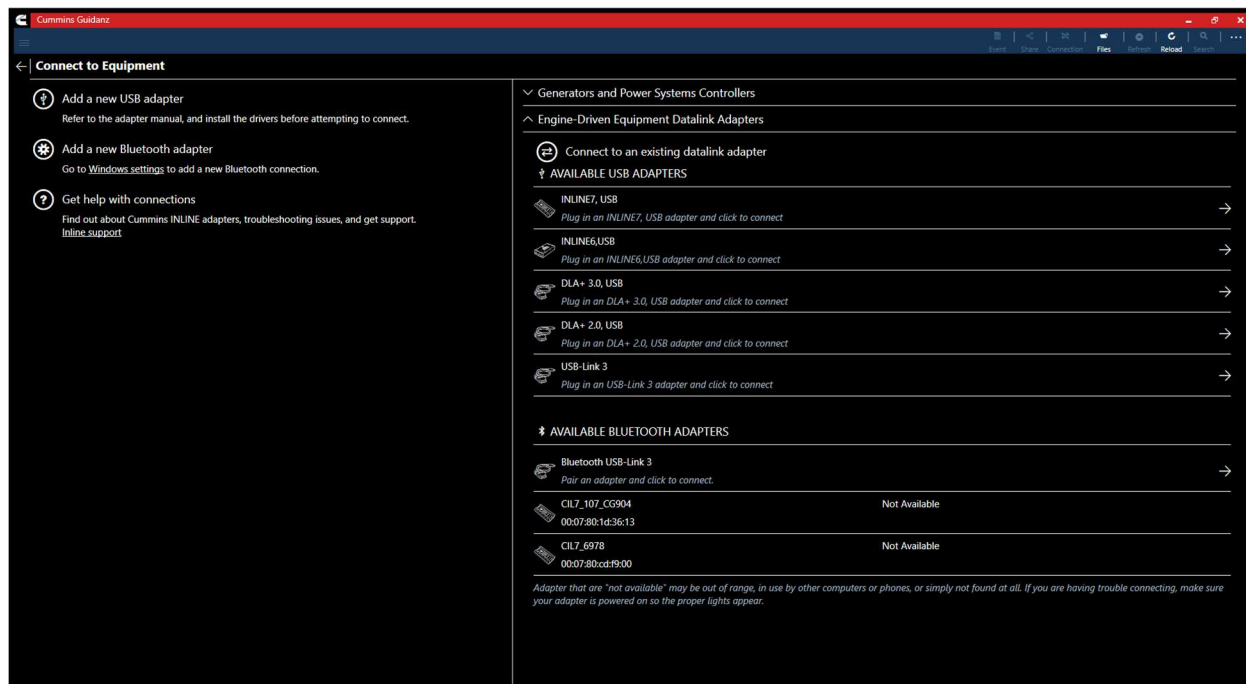 Cummins Guidanz
Event
Share
Connection
Files
Refresh
Reload
Search
Connect to Equipment
Add a new USB adapter
Refer to the adapter manual, and install the drivers before attempting to connect.
Add a new Bluetooth adapter
Go to Windows settings to add a new Bluetooth connection.
Get help with connections
Find out about Cummins INLINE adapters, troubleshooting issues, and get support.
Inline support
Generators and Power Systems Controllers
Engine-Driven Equipment Datalink Adapters
Connect to an existing datalink adapter
AVAILABLE USB ADAPTERS
INLINE7, USB
Plug in an INLINE7, USB adapter and click to connect
INLINE6,USB
Plug in an INLINE6,USB adapter and click to connect
DLA+ 3.0, USB
Plug in an DLA+ 3.0, USB adapter and click to connect
DLA+ 2.0, USB
Plug in an DLA+ 2.0, USB adapter and click to connect
USB-Link 3
Plug in an USB-Link 3 adapter and click to connect
AVAILABLE BLUETOOTH ADAPTERS
Bluetooth USB-Link 3
Pair an adapter and click to connect.
CIL7_107_CG904 Not Available
00:07:80:1d:36:13
CIL7_6978 Not Available
00:07:80:cd:f9:00
Adapter that are "not available" may be out of range, in use by other computers or phones, or simply not found at all. If you are having trouble connecting, make sure
your adapter is powered on so the proper lights appear.